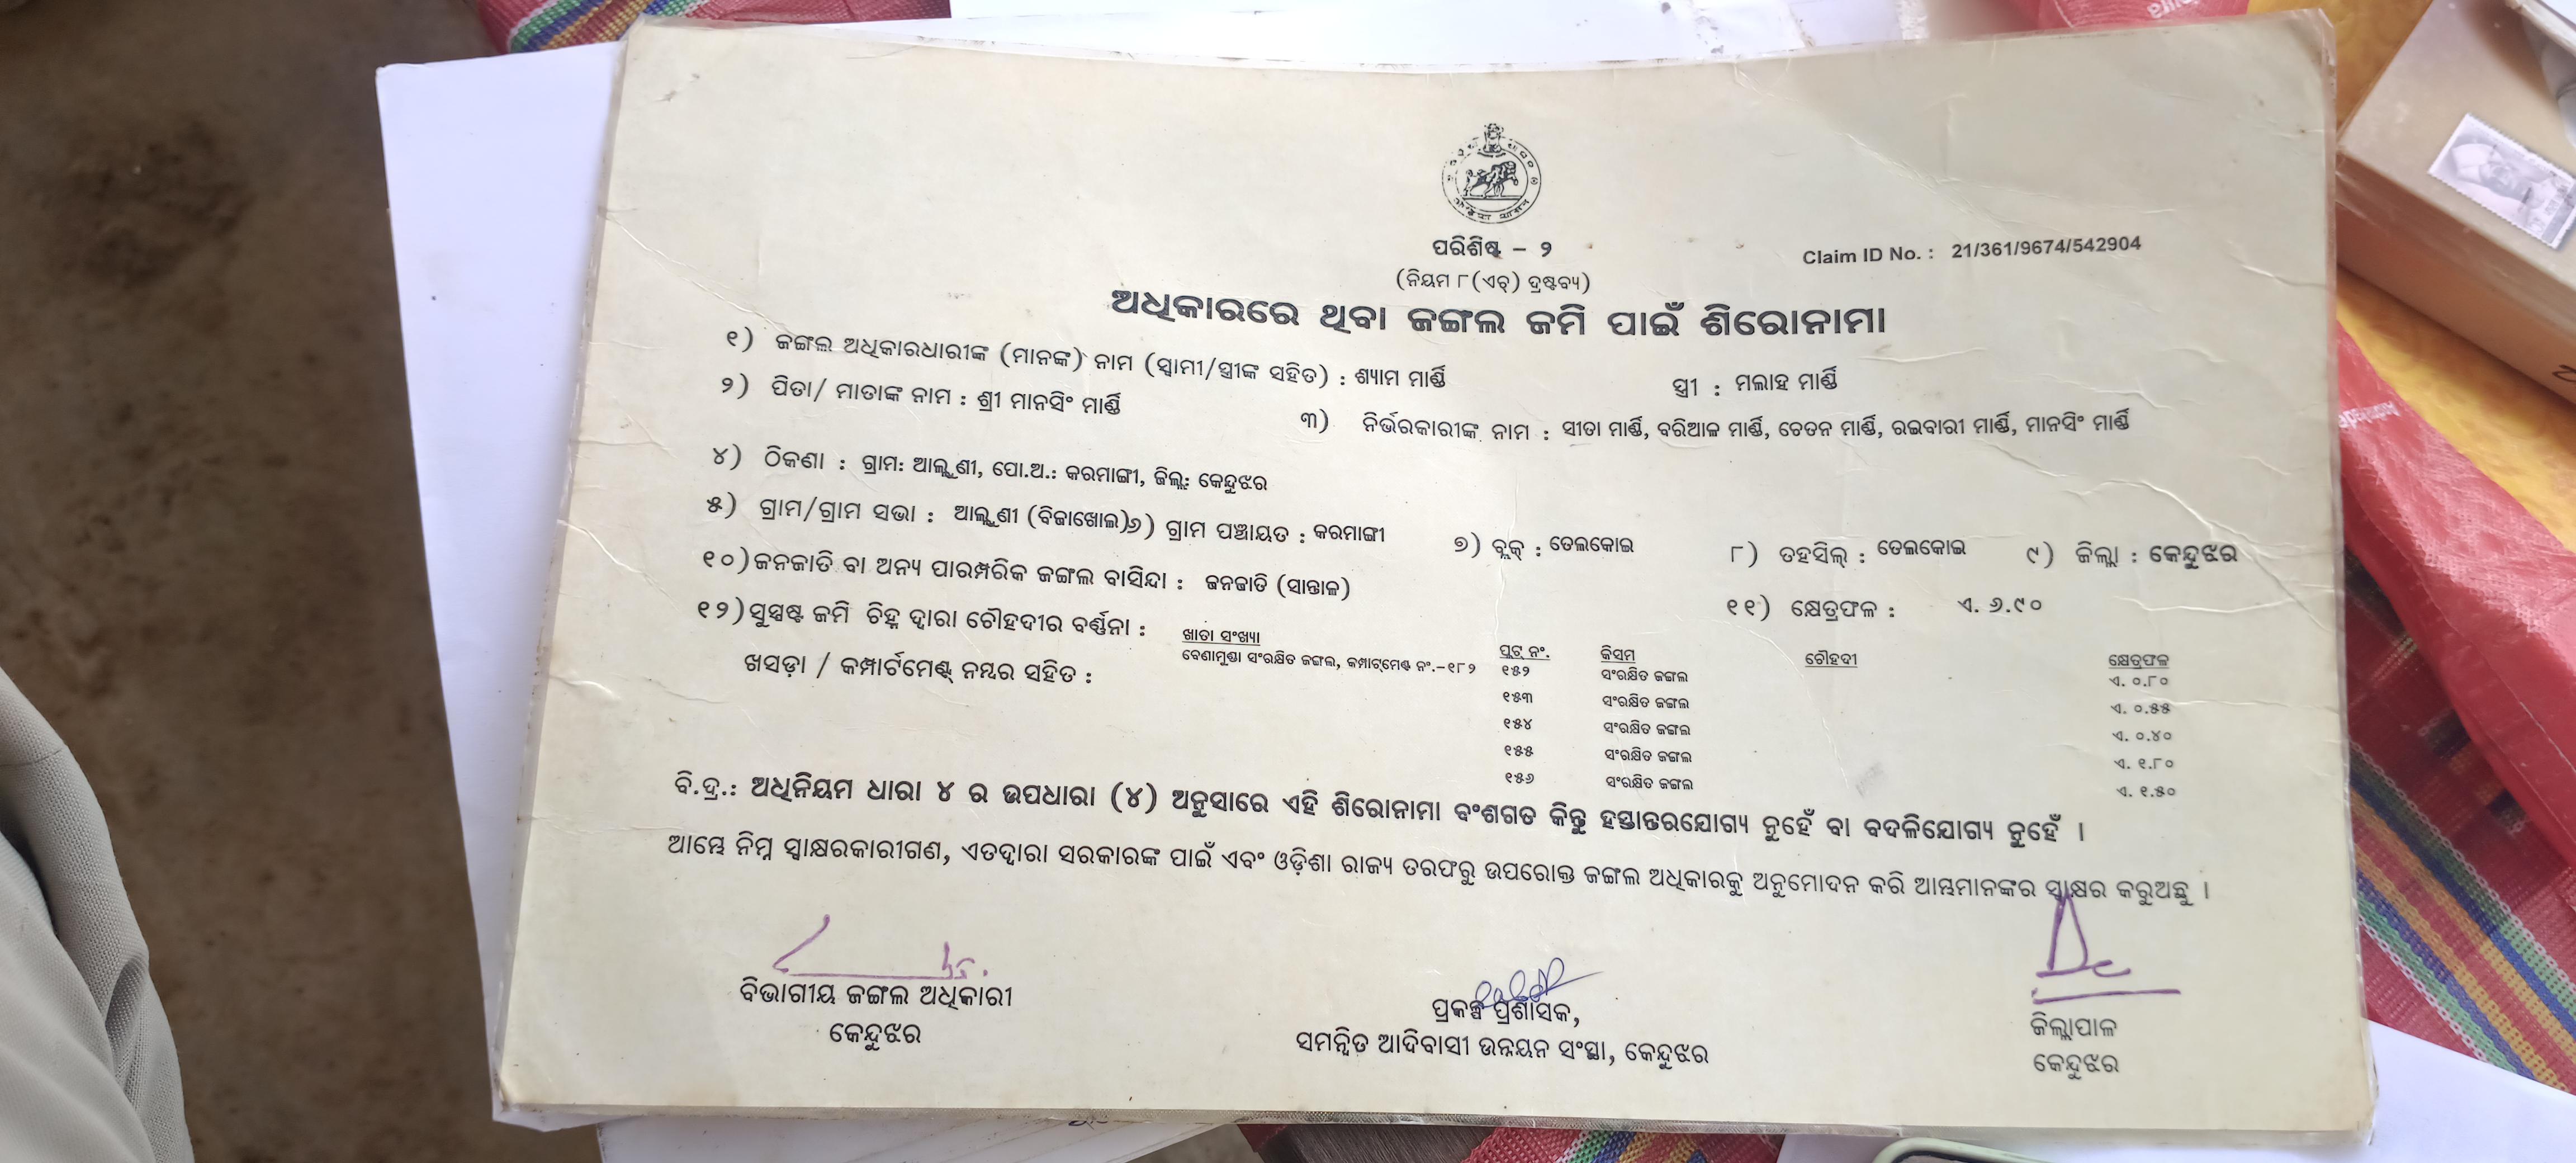 ପରିଶିଷ୍ଟ – ୨
Claim ID No. : 21/361/9674/542904
(ନିୟମ ୮(ଏଚ୍) ଦ୍ରଷ୍ଟବ୍ୟ)
ଅଧିକାରରେ ଥିବା ଜଙ୍ଗଲ ଜମି ପାଇଁ ଶିରୋନାମା
୧) ଜଙ୍ଗଲ ଅଧିକାରଧାରୀଙ୍କ (ମାନଙ୍କ) ନାମ (ସ୍ୱାମୀ/ସ୍ତ୍ରୀଙ୍କ ସହିତ) : ଶ୍ୟାମ ମାର୍ଣ୍ଡି ସ୍ତ୍ରୀ : ମଲାହ ମାର୍ଣ୍ଡି
୨) ପିତା/ ମାତାଙ୍କ ନାମ : ଶ୍ରୀ ମାନସିଂ ମାର୍ଣ୍ଡି ୩) ନିର୍ଭରକାରୀଙ୍କ ନାମ : ସୀତା ମାର୍ଣ୍ଡି, ବରିଆଳ ମାର୍ଣ୍ଡି, ଚେତନ ମାର୍ଣ୍ଡି, ରଇବାରୀ ମାର୍ଣ୍ଡି, ମାନସିଂ ମାର୍ଣ୍ଡି
୪) ଠିକଣା : ଗ୍ରାମ: ଆଲ୍ଲୁଣୀ, ପୋ.ଅ.: କରମାଙ୍ଗୀ, ଜିଲ୍ଲା: କେନ୍ଦୁଝର
୫) ଗ୍ରାମ/ଗ୍ରାମ ସଭା : ଆଲ୍ଲୁଣୀ (ବିଜାଖୋଲ) ୬) ଗ୍ରାମ ପଞ୍ଚାୟତ : କରମାଙ୍ଗୀ ୭) ବ୍ଲକ୍ : ତେଲକୋଇ ୮) ତହସିଲ୍ : ତେଲକୋଇ ୯) ଜିଲ୍ଲା : କେନ୍ଦୁଝର
୧୦) ଜନଜାତି ବା ଅନ୍ୟ ପାରମ୍ପରିକ ଜଙ୍ଗଲ ବାସିନ୍ଦା : ଜନଜାତି (ସାନ୍ତାଳ) ୧୧) କ୍ଷେତ୍ରଫଳ : ଏ. ୬.୯୦
୧୨) ସୁସ୍ପଷ୍ଟ ଜମି ଚିହ୍ନ ଦ୍ୱାରା ଚୌହଦୀର ବର୍ଣ୍ଣନା :
ଖସଡ଼ା / କମ୍ପାର୍ଟମେଣ୍ଟ୍ ନମ୍ବର ସହିତ :
ଖାତା ସଂଖ୍ୟା ପ୍ଲଟ୍ ନଂ. କିସମ ଚୌହଦୀ କ୍ଷେତ୍ରଫଳ
ବେଣାମୁଣ୍ଡା ସଂରକ୍ଷିତ ଜଙ୍ଗଲ, କମ୍ପାଟ୍‌ମେଣ୍ଟ ନଂ.–୧୮୨ ୧୫୨ ସଂରକ୍ଷିତ ଜଙ୍ଗଲ ଏ. ୦.୮୦
୧୫୩ ସଂରକ୍ଷିତ ଜଙ୍ଗଲ ଏ. ୦.୫୫
୧୫୪ ସଂରକ୍ଷିତ ଜଙ୍ଗଲ ଏ. ୦.୪୦
୧୫୫ ସଂରକ୍ଷିତ ଜଙ୍ଗଲ ଏ. ୧.୮୦
୧୫୬ ସଂରକ୍ଷିତ ଜଙ୍ଗଲ ଏ. ୧.୫୦
ବି.ଦ୍ର.: ଅଧିନିୟମ ଧାରା ୪ ର ଉପଧାରା (୪) ଅନୁସାରେ ଏହି ଶିରୋନାମା ବଂଶଗତ କିନ୍ତୁ ହସ୍ତାନ୍ତରଯୋଗ୍ୟ ନୁହେଁ ବା ବଦଳିଯୋଗ୍ୟ ନୁହେଁ ।
ଆମ୍ଭେ ନିମ୍ନ ସ୍ୱାକ୍ଷରକାରୀଗଣ, ଏତଦ୍ୱାରା ସରକାରଙ୍କ ପାଇଁ ଏବଂ ଓଡ଼ିଶା ରାଜ୍ୟ ତରଫରୁ ଉପରୋକ୍ତ ଜଙ୍ଗଲ ଅଧିକାରକୁ ଅନୁମୋଦନ କରି ଆମ୍ଭମାନଙ୍କର ସ୍ୱାକ୍ଷର କରୁଅଛୁ ।
ବିଭାଗୀୟ ଜଙ୍ଗଲ ଅଧିକାରୀ
କେନ୍ଦୁଝର
ପ୍ରକଳ୍ପ ପ୍ରଶାସକ,
ସମନ୍ୱିତ ଆଦିବାସୀ ଉନ୍ନୟନ ସଂସ୍ଥା, କେନ୍ଦୁଝର
ଜିଲ୍ଲାପାଳ
କେନ୍ଦୁଝର